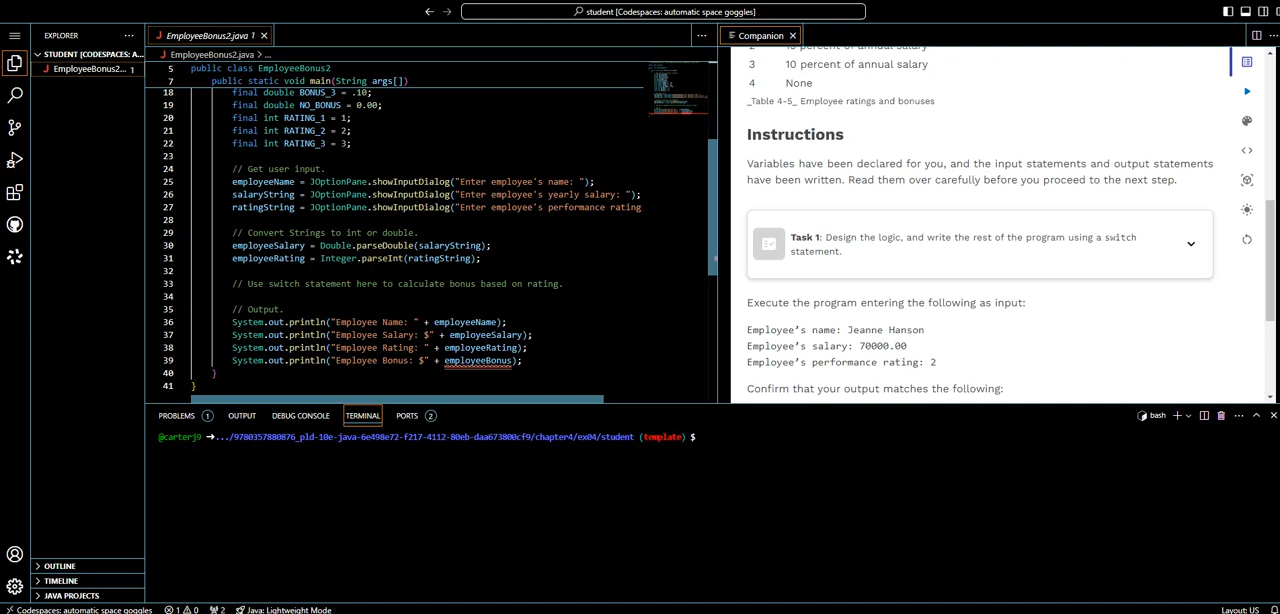 student [Codespaces: automatic space goggles]
EXPLORER
STUDENT [CODESPACES: A...
EmployeeBonus2... 1
EmployeeBonus2.java 1
EmployeeBonus2.java > ...
5 public class EmployeeBonus2
7 public static void main(String args[])
18 final double BONUS_3 = .10;
19 final double NO_BONUS = 0.00;
20 final int RATING_1 = 1;
21 final int RATING_2 = 2;
22 final int RATING_3 = 3;
23
24 // Get user input.
25 employeeName = JOptionPane.showInputDialog("Enter employee's name: ");
26 salaryString = JOptionPane.showInputDialog("Enter employee's yearly salary: ");
27 ratingString = JOptionPane.showInputDialog("Enter employee's performance rating
28
29 // Convert Strings to int or double.
30 employeeSalary = Double.parseDouble(salaryString);
31 employeeRating = Integer.parseInt(ratingString);
32
33 // Use switch statement here to calculate bonus based on rating.
34
35 // Output.
36 System.out.println("Employee Name: " + employeeName);
37 System.out.println("Employee Salary: $" + employeeSalary);
38 System.out.println("Employee Rating: " + employeeRating);
39 System.out.println("Employee Bonus: $" + employeeBonus);
40 }
41 }
Companion
3 10 percent of annual salary
4 None
_Table 4-5_ Employee ratings and bonuses
Instructions
Variables have been declared for you, and the input statements and output statements
have been written. Read them over carefully before you proceed to the next step.
Task 1: Design the logic, and write the rest of the program using a switch
statement.
Execute the program entering the following as input:
Employee's name: Jeanne Hanson
Employee's salary: 70000.00
Employee's performance rating: 2
Confirm that your output matches the following:
PROBLEMS 1 OUTPUT DEBUG CONSOLE TERMINAL PORTS 2
bash
@carterj9 ➜.../9780357880876_pld-10e-java-6e498e72-f217-4112-80eb-daa673800cf9/chapter4/ex04/student (template) $
OUTLINE
TIMELINE
JAVA PROJECTS
Codespaces: automatic space goggles 1 0 2 Java: Lightweight Mode
Layout: US